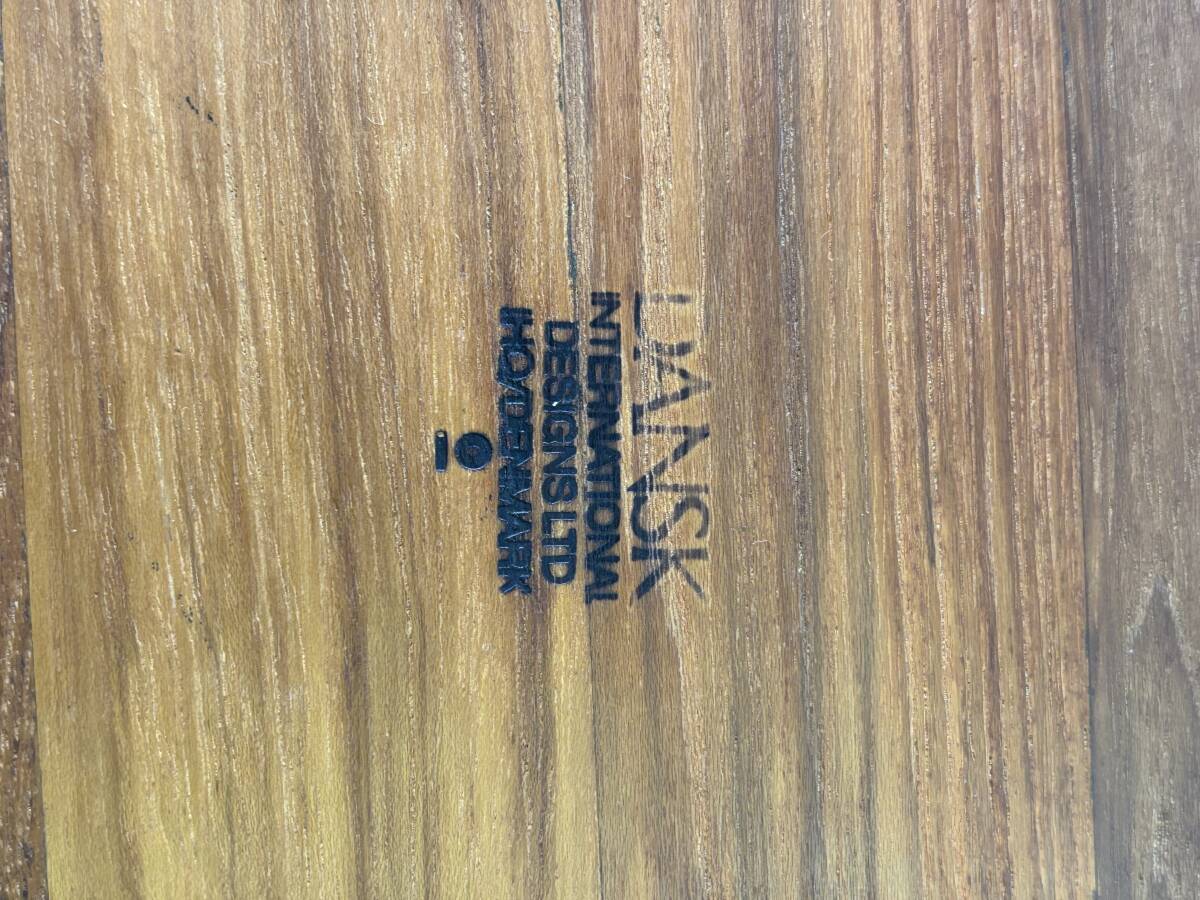 DANSK
INTERNATIONAL
DESIGNS LTD
IHQ/DENMARK
©